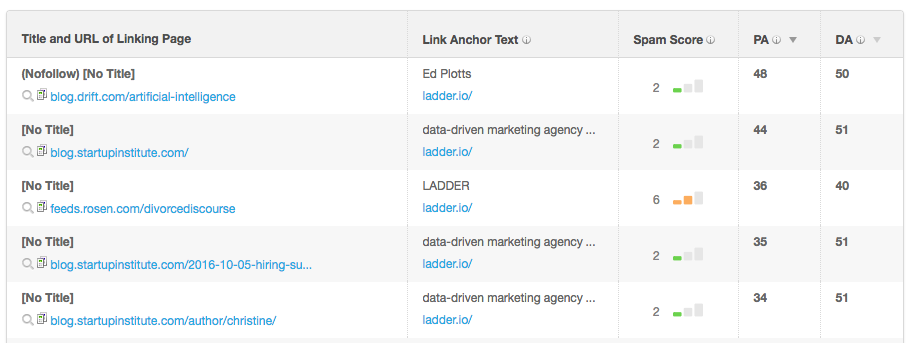 Title and URL of Linking Page Link Anchor Text Spam Score PA DA
(Nofollow) [No Title] Ed Plotts 48 50
blog.drift.com/artificial-intelligence ladder.io/ 2
[No Title] data-driven marketing agency ... 44 51
blog.startupinstitute.com/ ladder.io/ 2
[No Title] LADDER 36 40
feeds.rosen.com/divorcediscourse ladder.io/ 6
[No Title] data-driven marketing agency ... 35 51
blog.startupinstitute.com/2016-10-05-hiring-su... ladder.io/ 2
[No Title] data-driven marketing agency ... 34 51
blog.startupinstitute.com/author/christine/ ladder.io/ 2